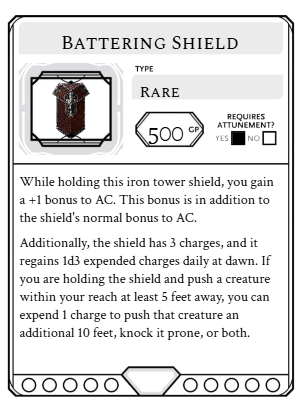 Battering Shield
TYPE
Rare
500 GP
REQUIRES
ATTUNEMENT?
YES NO
While holding this iron tower shield, you gain
a +1 bonus to AC. This bonus is in addition to
the shield's normal bonus to AC.
Additionally, the shield has 3 charges, and it
regains 1d3 expended charges daily at dawn. If
you are holding the shield and push a creature
within your reach at least 5 feet away, you can
expend 1 charge to push that creature an
additional 10 feet, knock it prone, or both.